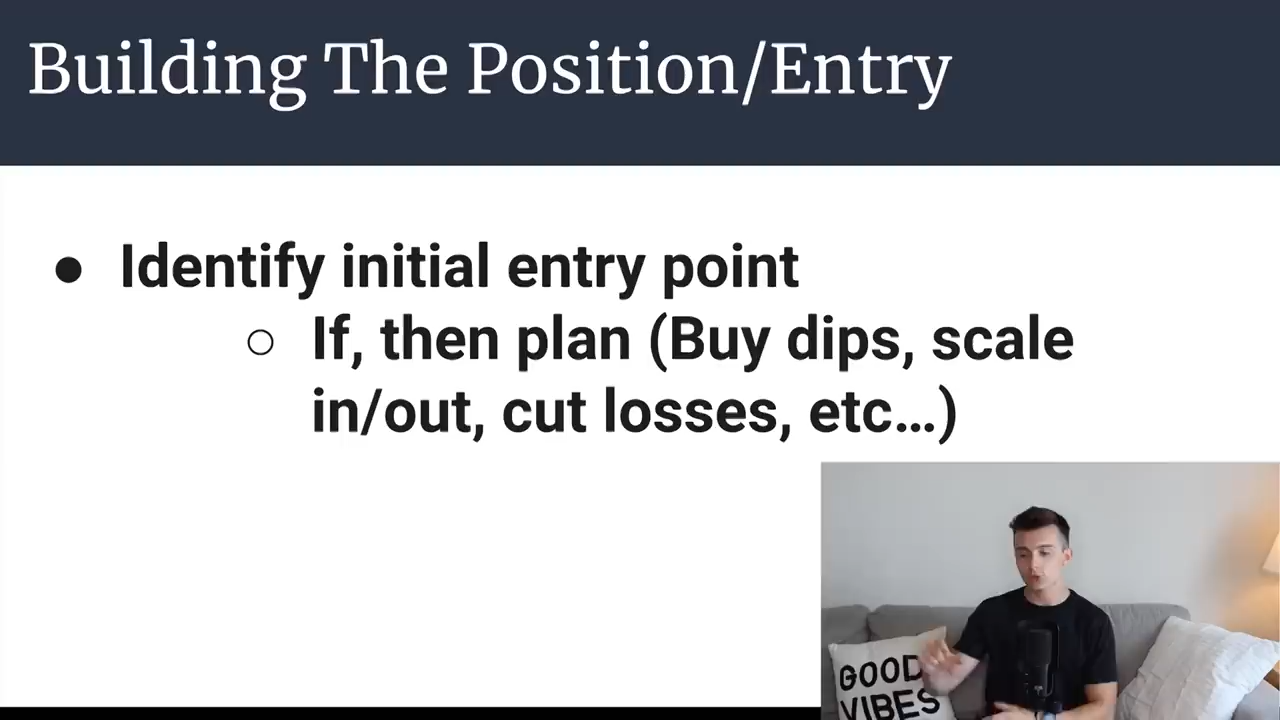 Building The Position/Entry
● Identify initial entry point
○ If, then plan (Buy dips, scale
in/out, cut losses, etc...)
GOOD
VIBES